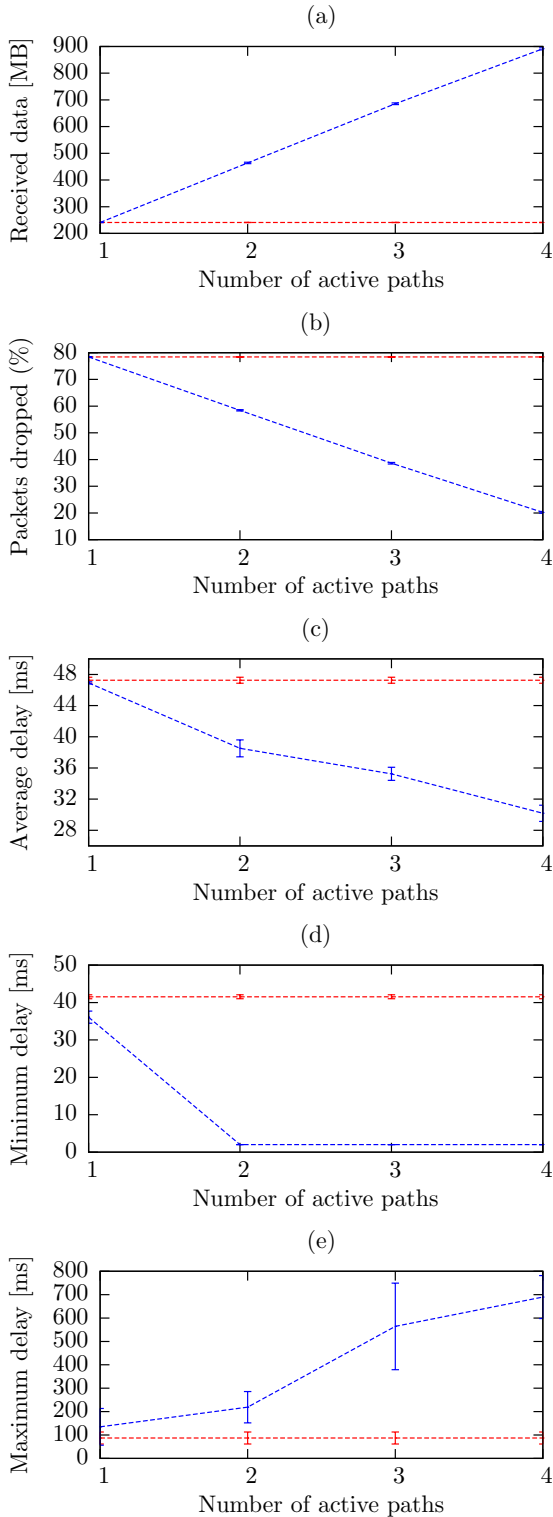 (a)
Received data [MB]
900
800
700
600
500
400
300
200
1 2 3 4
Number of active paths
(b)
Packets dropped (%)
80
70
60
50
40
30
20
10
1 2 3 4
Number of active paths
(c)
Average delay [ms]
48
44
40
36
32
28
1 2 3 4
Number of active paths
(d)
Minimum delay [ms]
50
40
30
20
10
0
1 2 3 4
Number of active paths
(e)
Maximum delay [ms]
800
700
600
500
400
300
200
100
0
1 2 3 4
Number of active paths